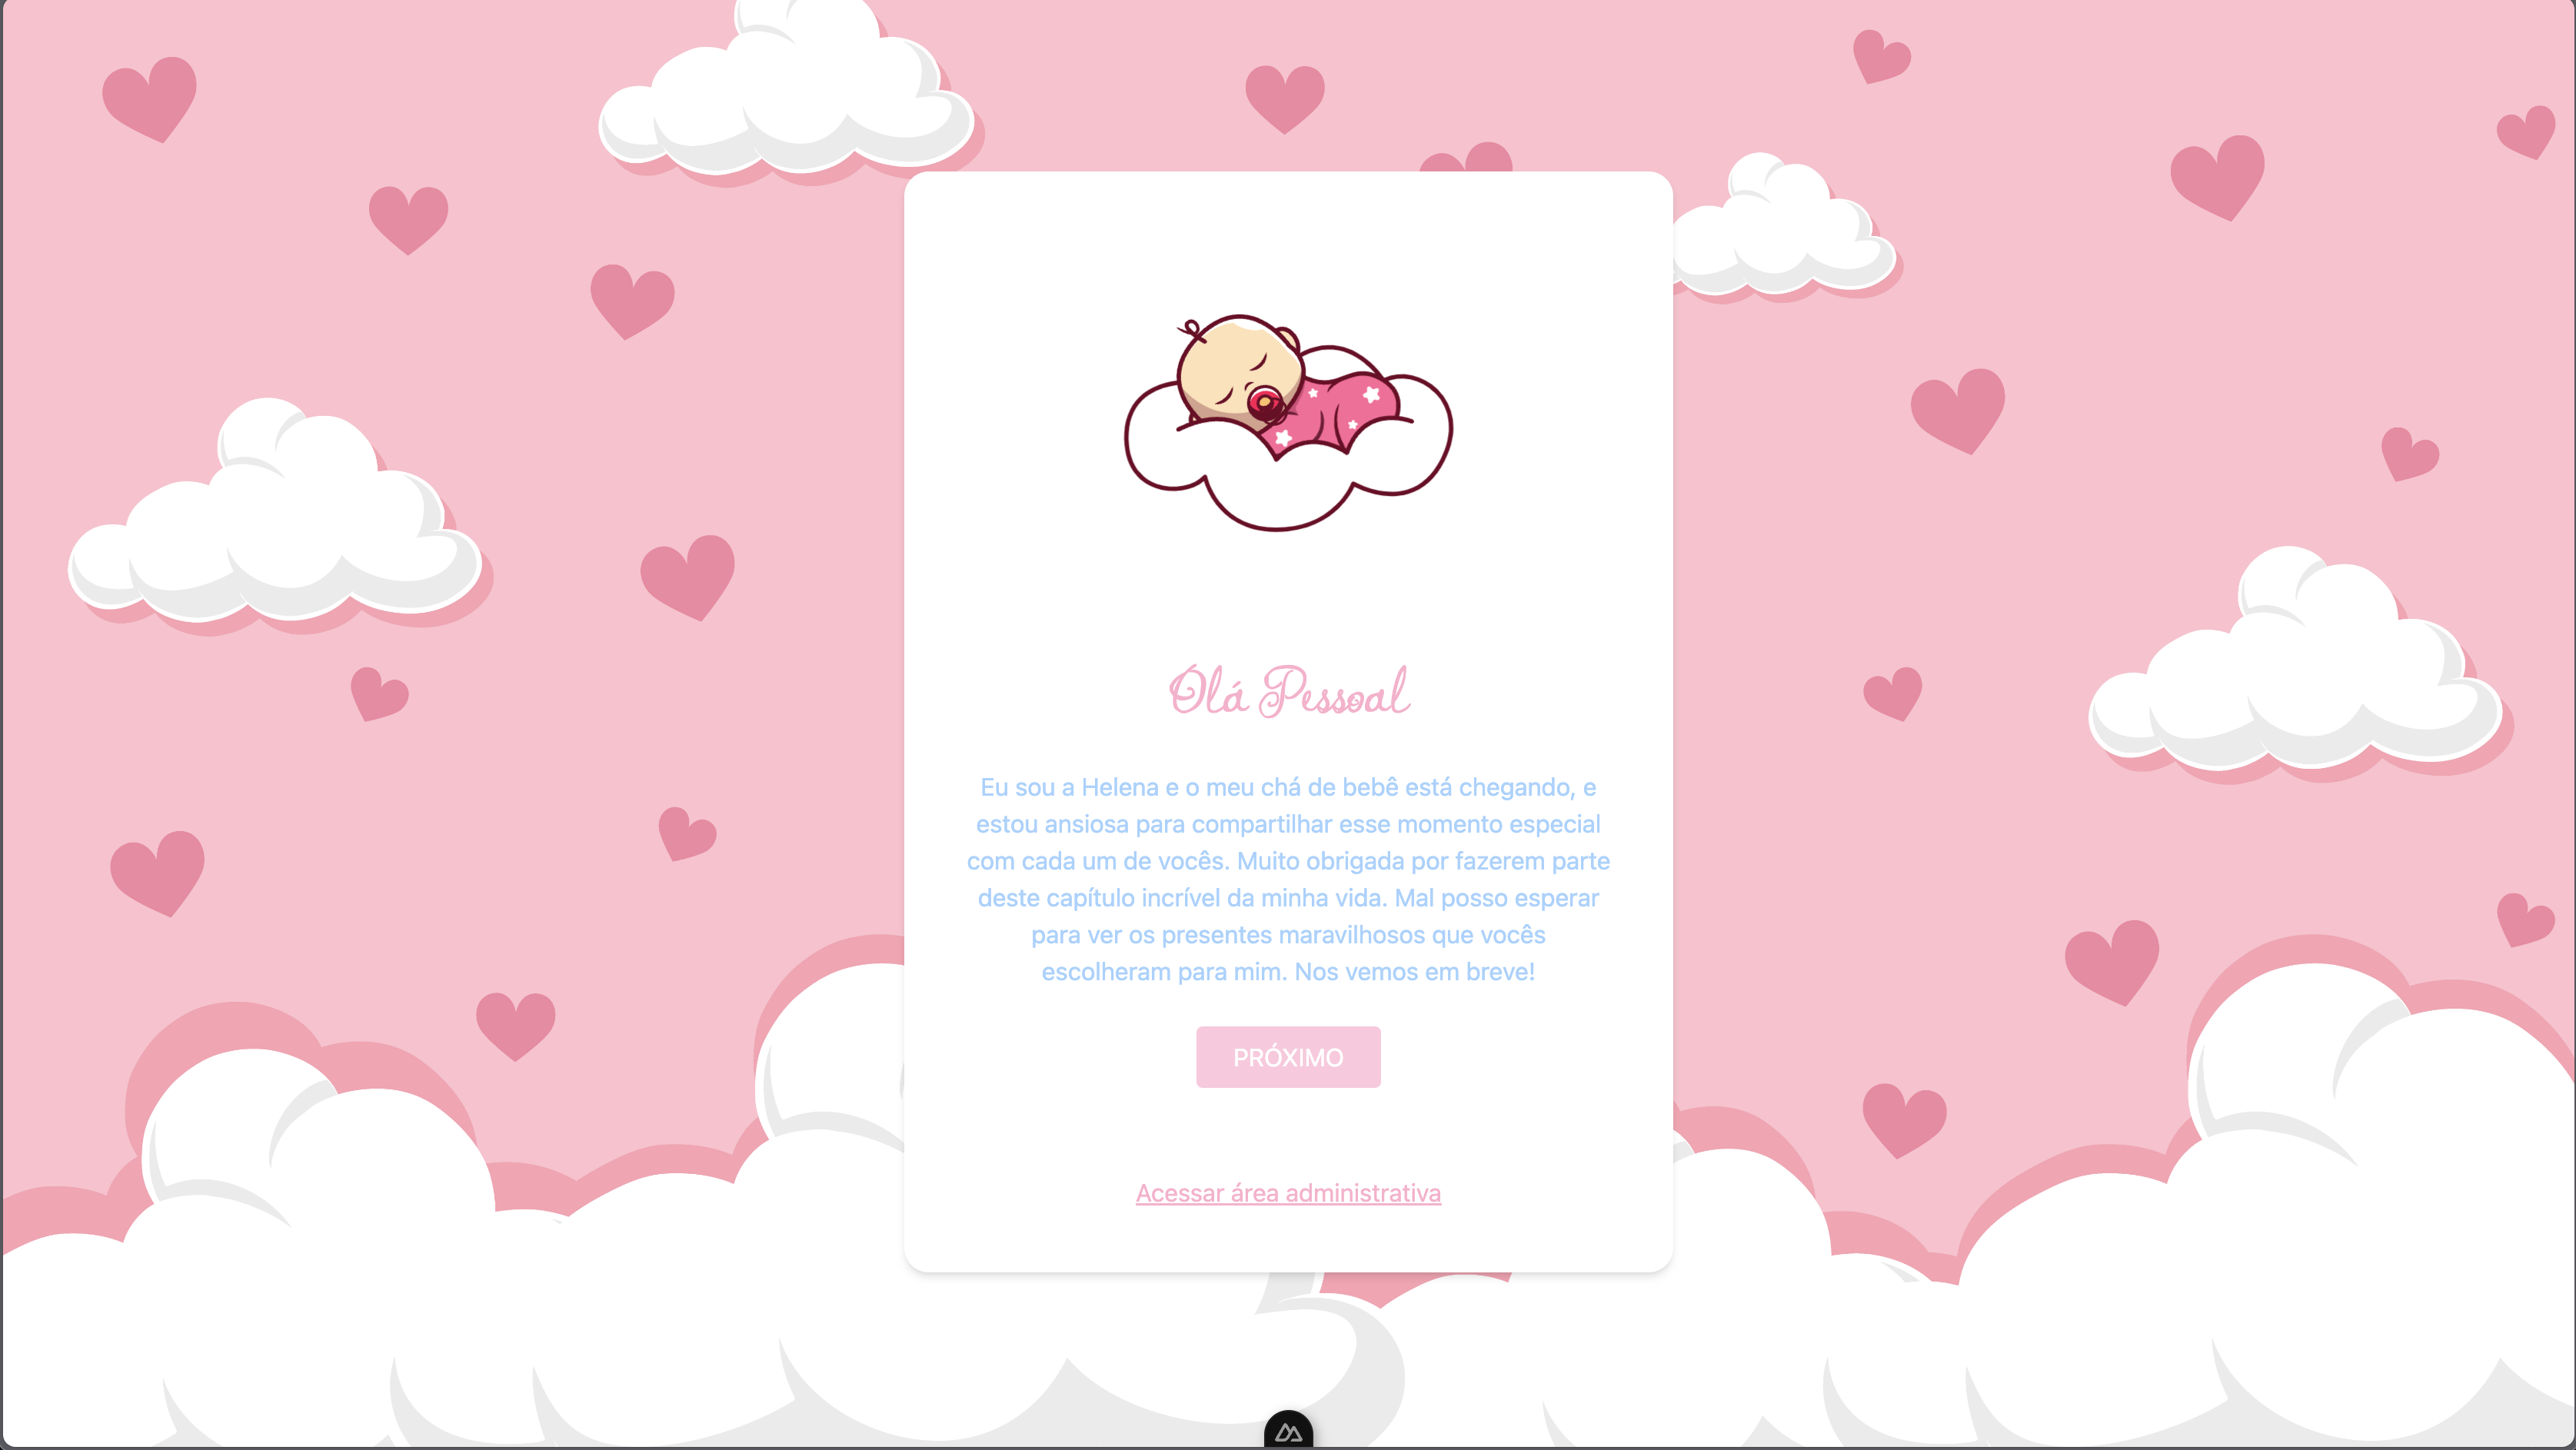 Ólá Pessoal
Eu sou a Helena e o meu chá de bebê está chegando, e
estou ansiosa para compartilhar esse momento especial
com cada um de vocês. Muito obrigada por fazerem parte
deste capítulo incrível da minha vida. Mal posso esperar
para ver os presentes maravilhosos que vocês
escolheram para mim. Nos vemos em breve!
PRÓXIMO
Acessar área administrativa